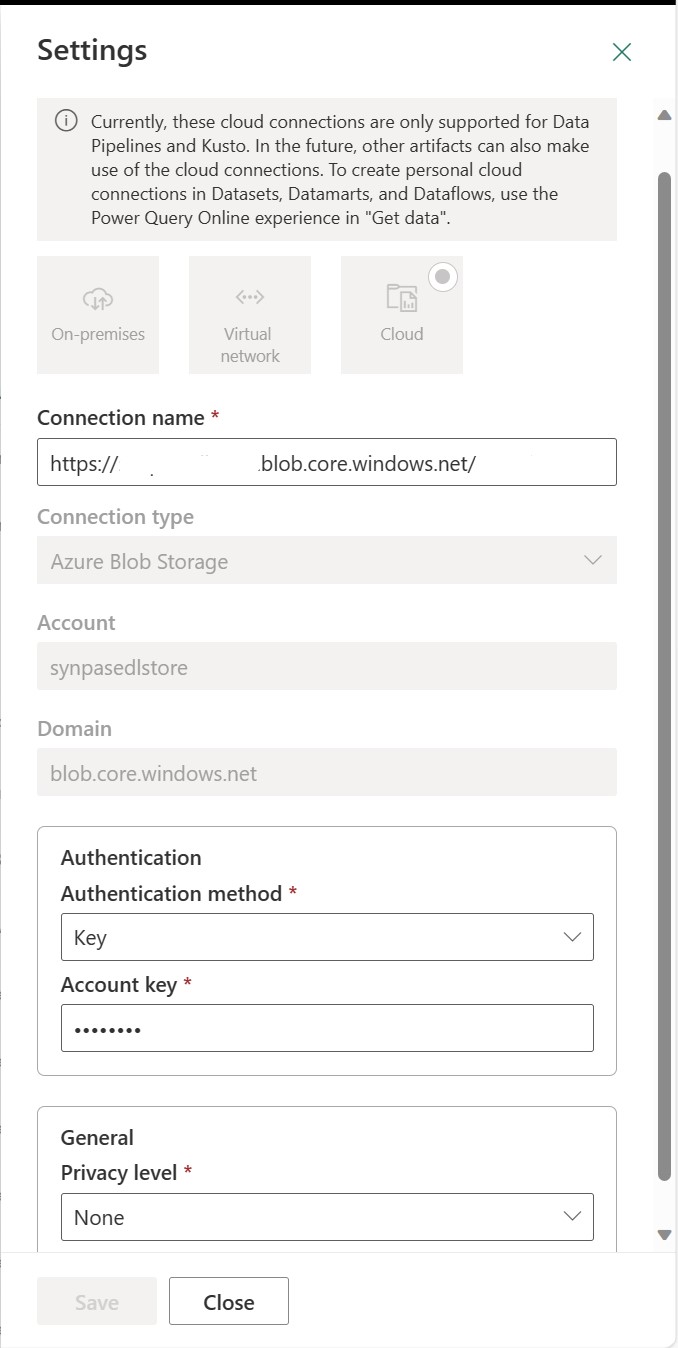 Settings
Currently, these cloud connections are only supported for Data
Pipelines and Kusto. In the future, other artifacts can also make
use of the cloud connections. To create personal cloud
connections in Datasets, Datamarts, and Dataflows, use the
Power Query Online experience in "Get data".
On-premises
Virtual
network
Cloud
Connection name *
https:// .blob.core.windows.net/
Connection type
Azure Blob Storage
Account
synpasedlstore
Domain
blob.core.windows.net
Authentication
Authentication method *
Key
Account key *
••••••••
General
Privacy level *
None
Save
Close